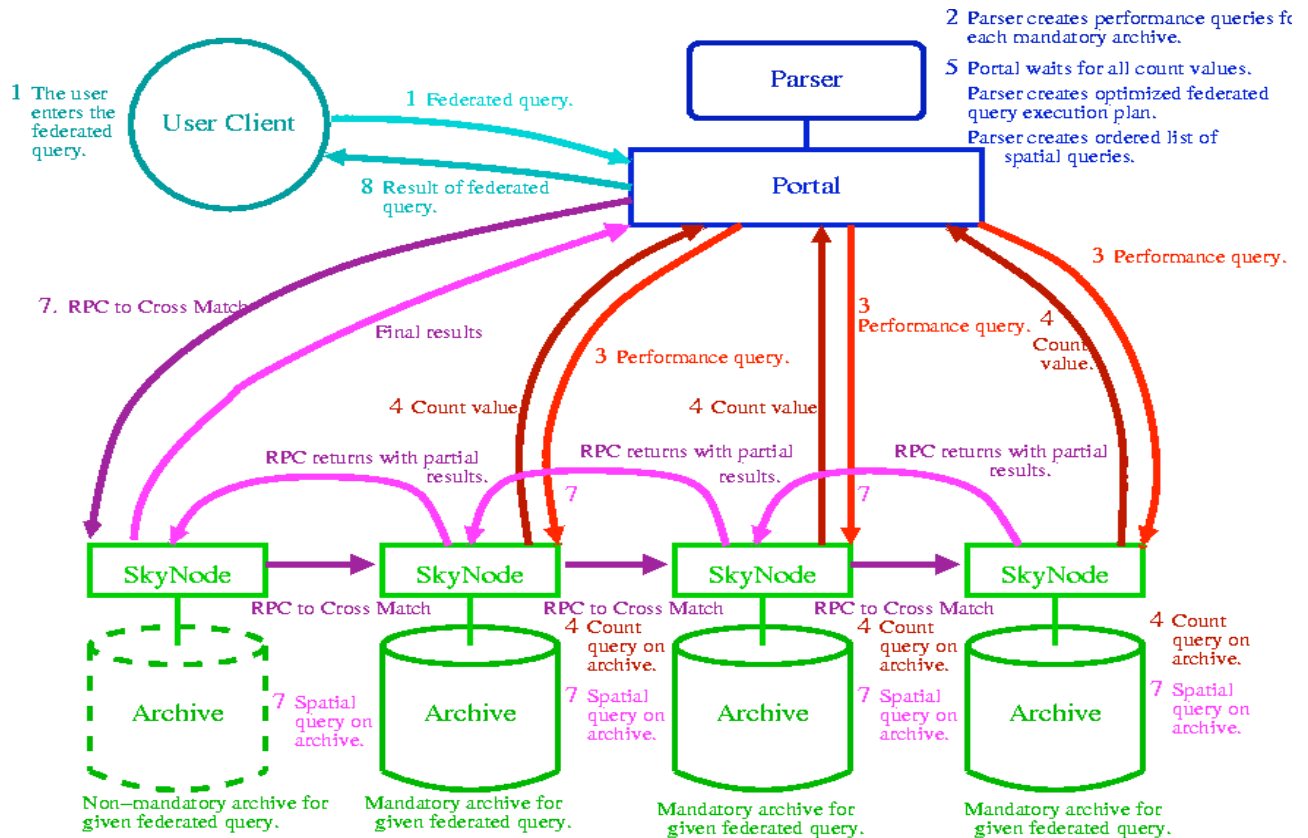 2 Parser creates performance queries fo
each mandatory archive.
5 Portal waits for all count values.
Parser creates optimized federated
query execution plan.
Parser creates ordered list of
spatial queries.
Parser
1 The user
enters the
federated
query.
User Client
1 Federated query.
8 Result of federated
query.
Portal
7. RPC to Cross Match
Final results
3 Performance query.
4 Count value
3
Performance query.
4 Count value
3 Performance query.
4
Count
value.
RPC returns with partial
results.
RPC returns with partial
results.
RPC returns with partial
results.
7
7
SkyNode
SkyNode
SkyNode
SkyNode
RPC to Cross Match
RPC to Cross Match
RPC to Cross Match
4 Count
query on
archive.
4 Count
query on
archive.
4 Count
query on
archive.
Archive
7 Spatial
query on
archive.
Archive
7 Spatial
query on
archive.
Archive
7 Spatial
query on
archive.
Archive
7 Spatial
query on
archive.
Non-mandatory archive for
given federated query.
Mandatory archive for
given federated query.
Mandatory archive for
given federated query.
Mandatory archive for
given federated query.